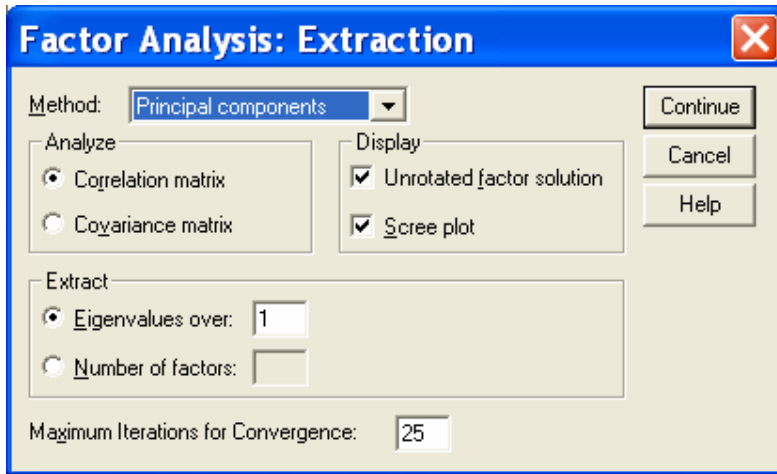 Factor Analysis: Extraction
Method: Principal components
Continue
Analyze
Display
Cancel
Correlation matrix
Unrotated factor solution
Help
Covariance matrix
Scree plot
Extract
Eigenvalues over: 1
Number of factors:
Maximum Iterations for Convergence: 25